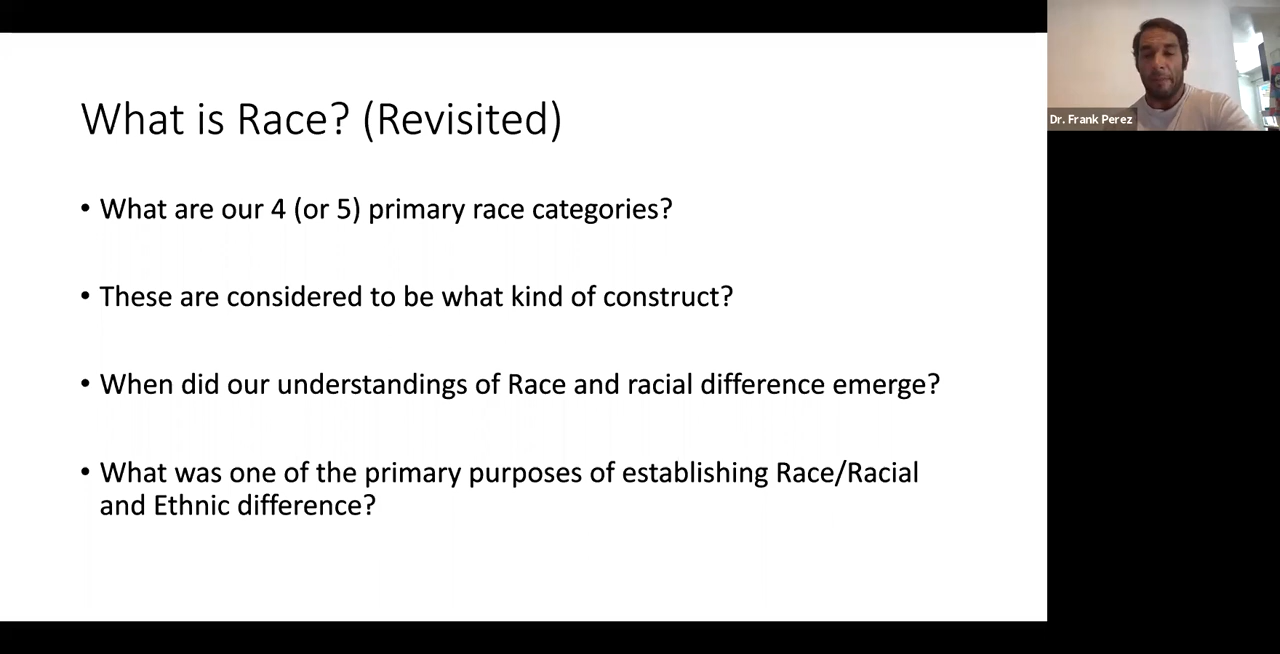 What is Race? (Revisited)
• What are our 4 (or 5) primary race categories?
• These are considered to be what kind of construct?
• When did our understandings of Race and racial difference emerge?
• What was one of the primary purposes of establishing Race/Racial
and Ethnic difference?
Dr. Frank Perez